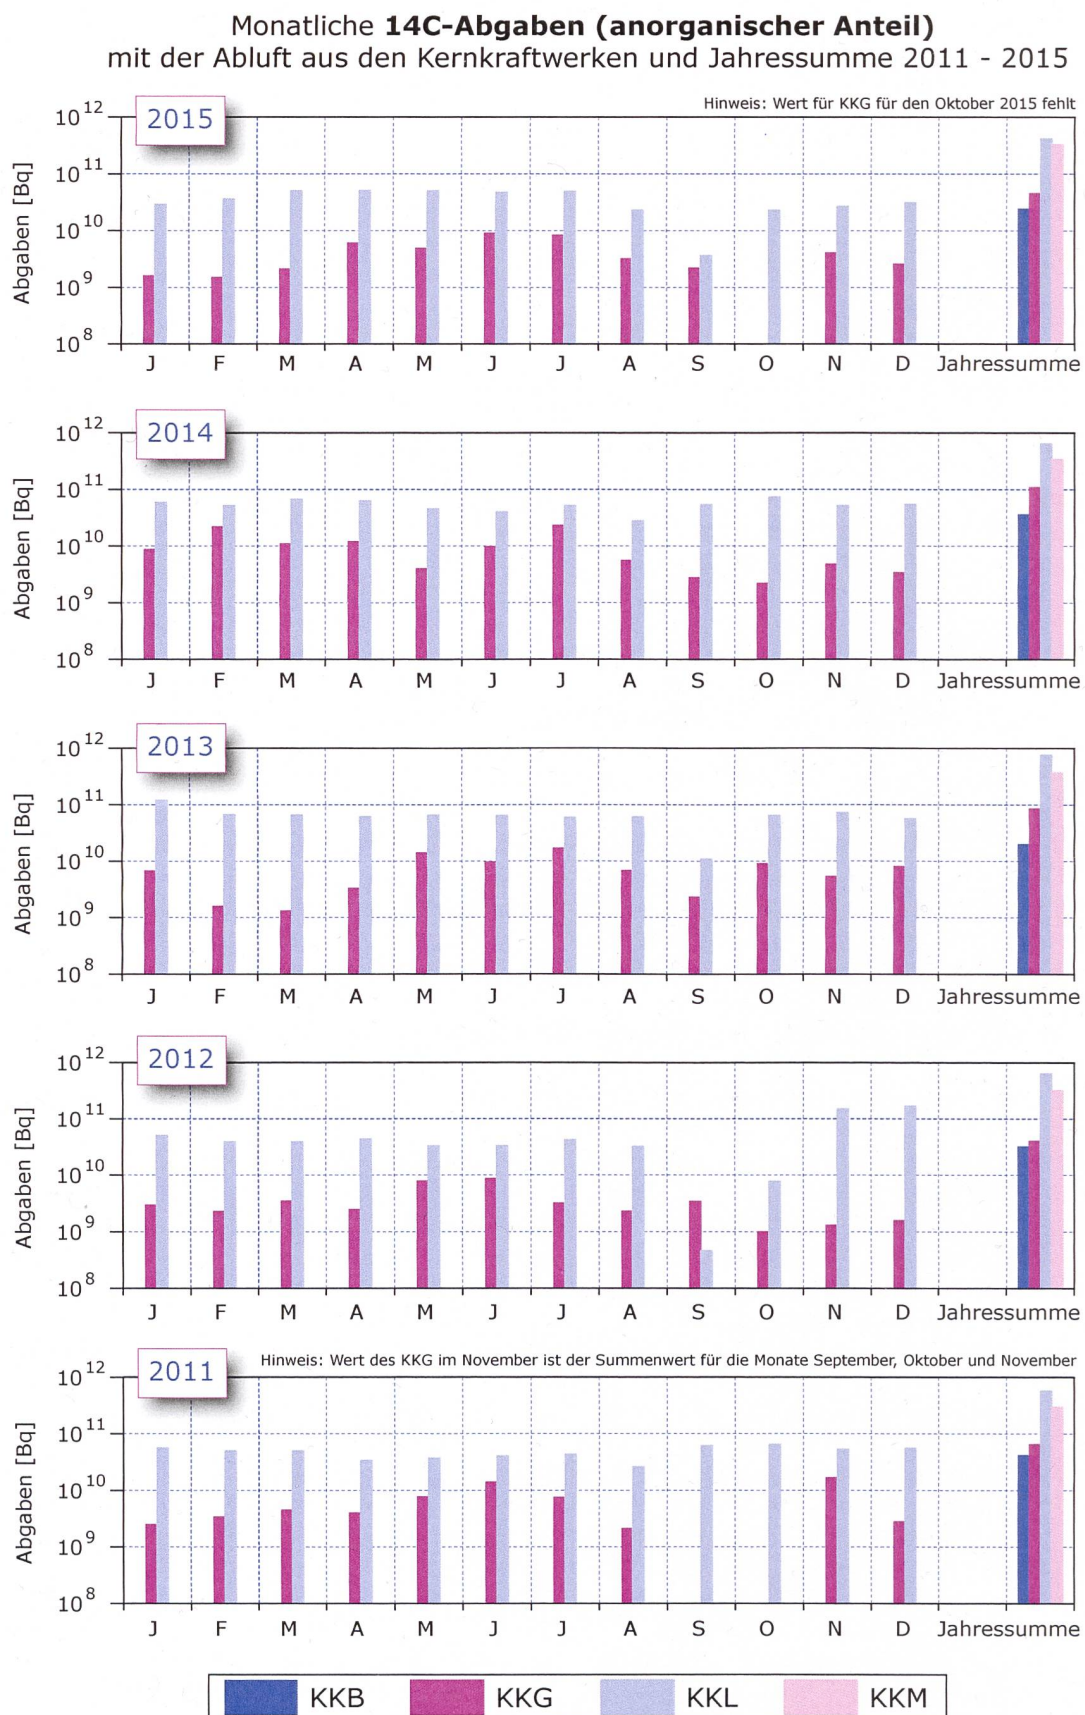 Monatliche 14C-Abgaben (anorganischer Anteil)
mit der Abluft aus den Kernkraftwerken und Jahressumme 2011 - 2015
Hinweis: Wert für KKG für den Oktober 2015 fehlt
2015
Abgaben [Bq]
10^12
10^11
10^10
10^9
10^8
J F M A M J J A S O N D Jahressumme
2014
Abgaben [Bq]
10^12
10^11
10^10
10^9
10^8
J F M A M J J A S O N D Jahressumme
2013
Abgaben [Bq]
10^12
10^11
10^10
10^9
10^8
J F M A M J J A S O N D Jahressumme
2012
Abgaben [Bq]
10^12
10^11
10^10
10^9
10^8
J F M A M J J A S O N D Jahressumme
Hinweis: Wert des KKG im November ist der Summenwert für die Monate September, Oktober und November
2011
Abgaben [Bq]
10^12
10^11
10^10
10^9
10^8
J F M A M J J A S O N D Jahressumme
KKB KKG KKL KKM